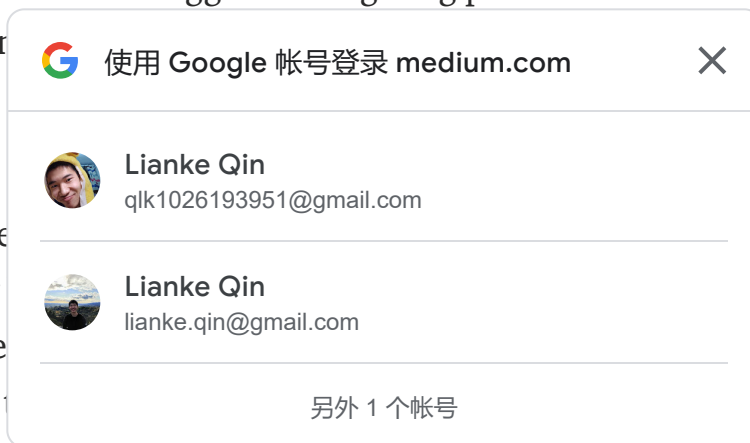 使用 Google 帐号登录 medium.com
Lianke Qin
qlk1026193951@gmail.com
Lianke Qin
lianke.qin@gmail.com
另外 1 个帐号